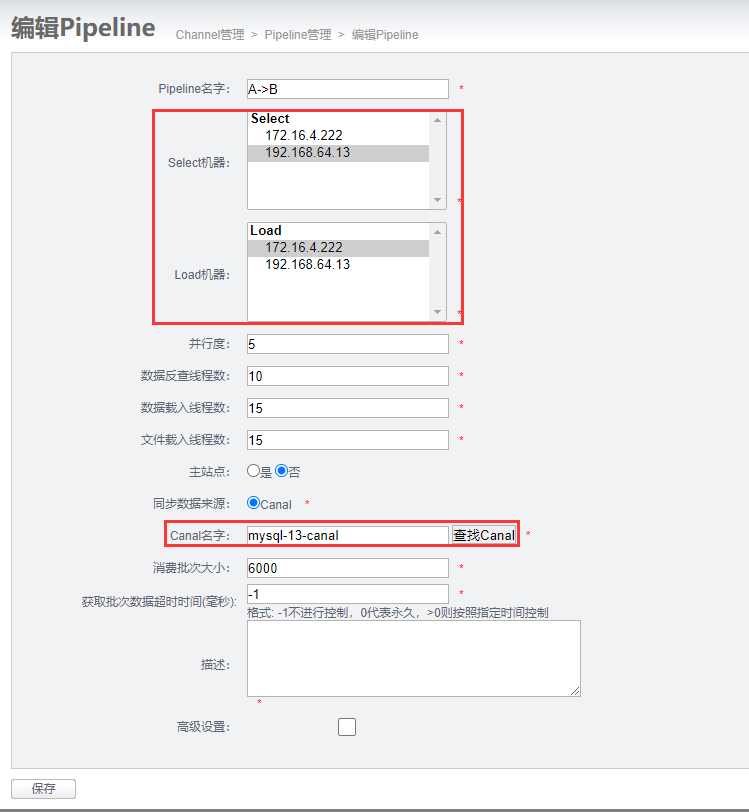 编辑Pipeline Channel管理 > Pipeline管理 > 编辑Pipeline
Pipeline名字： A->B *
Select机器： Select
172.16.4.222
192.168.64.13
*
Load机器： Load
172.16.4.222
192.168.64.13
*
并行度： 5 *
数据反查线程数： 10 *
数据载入线程数： 15 *
文件载入线程数： 15 *
主站点： 是 否
同步数据来源： Canal *
Canal名字： mysql-13-canal 查找Canal *
消费批次大小： 6000 *
获取批次数据超时时间(毫秒): -1 *
格式: -1不进行控制，0代表永久，>0则按照指定时间控制
描述：
*
高级设置：
保存